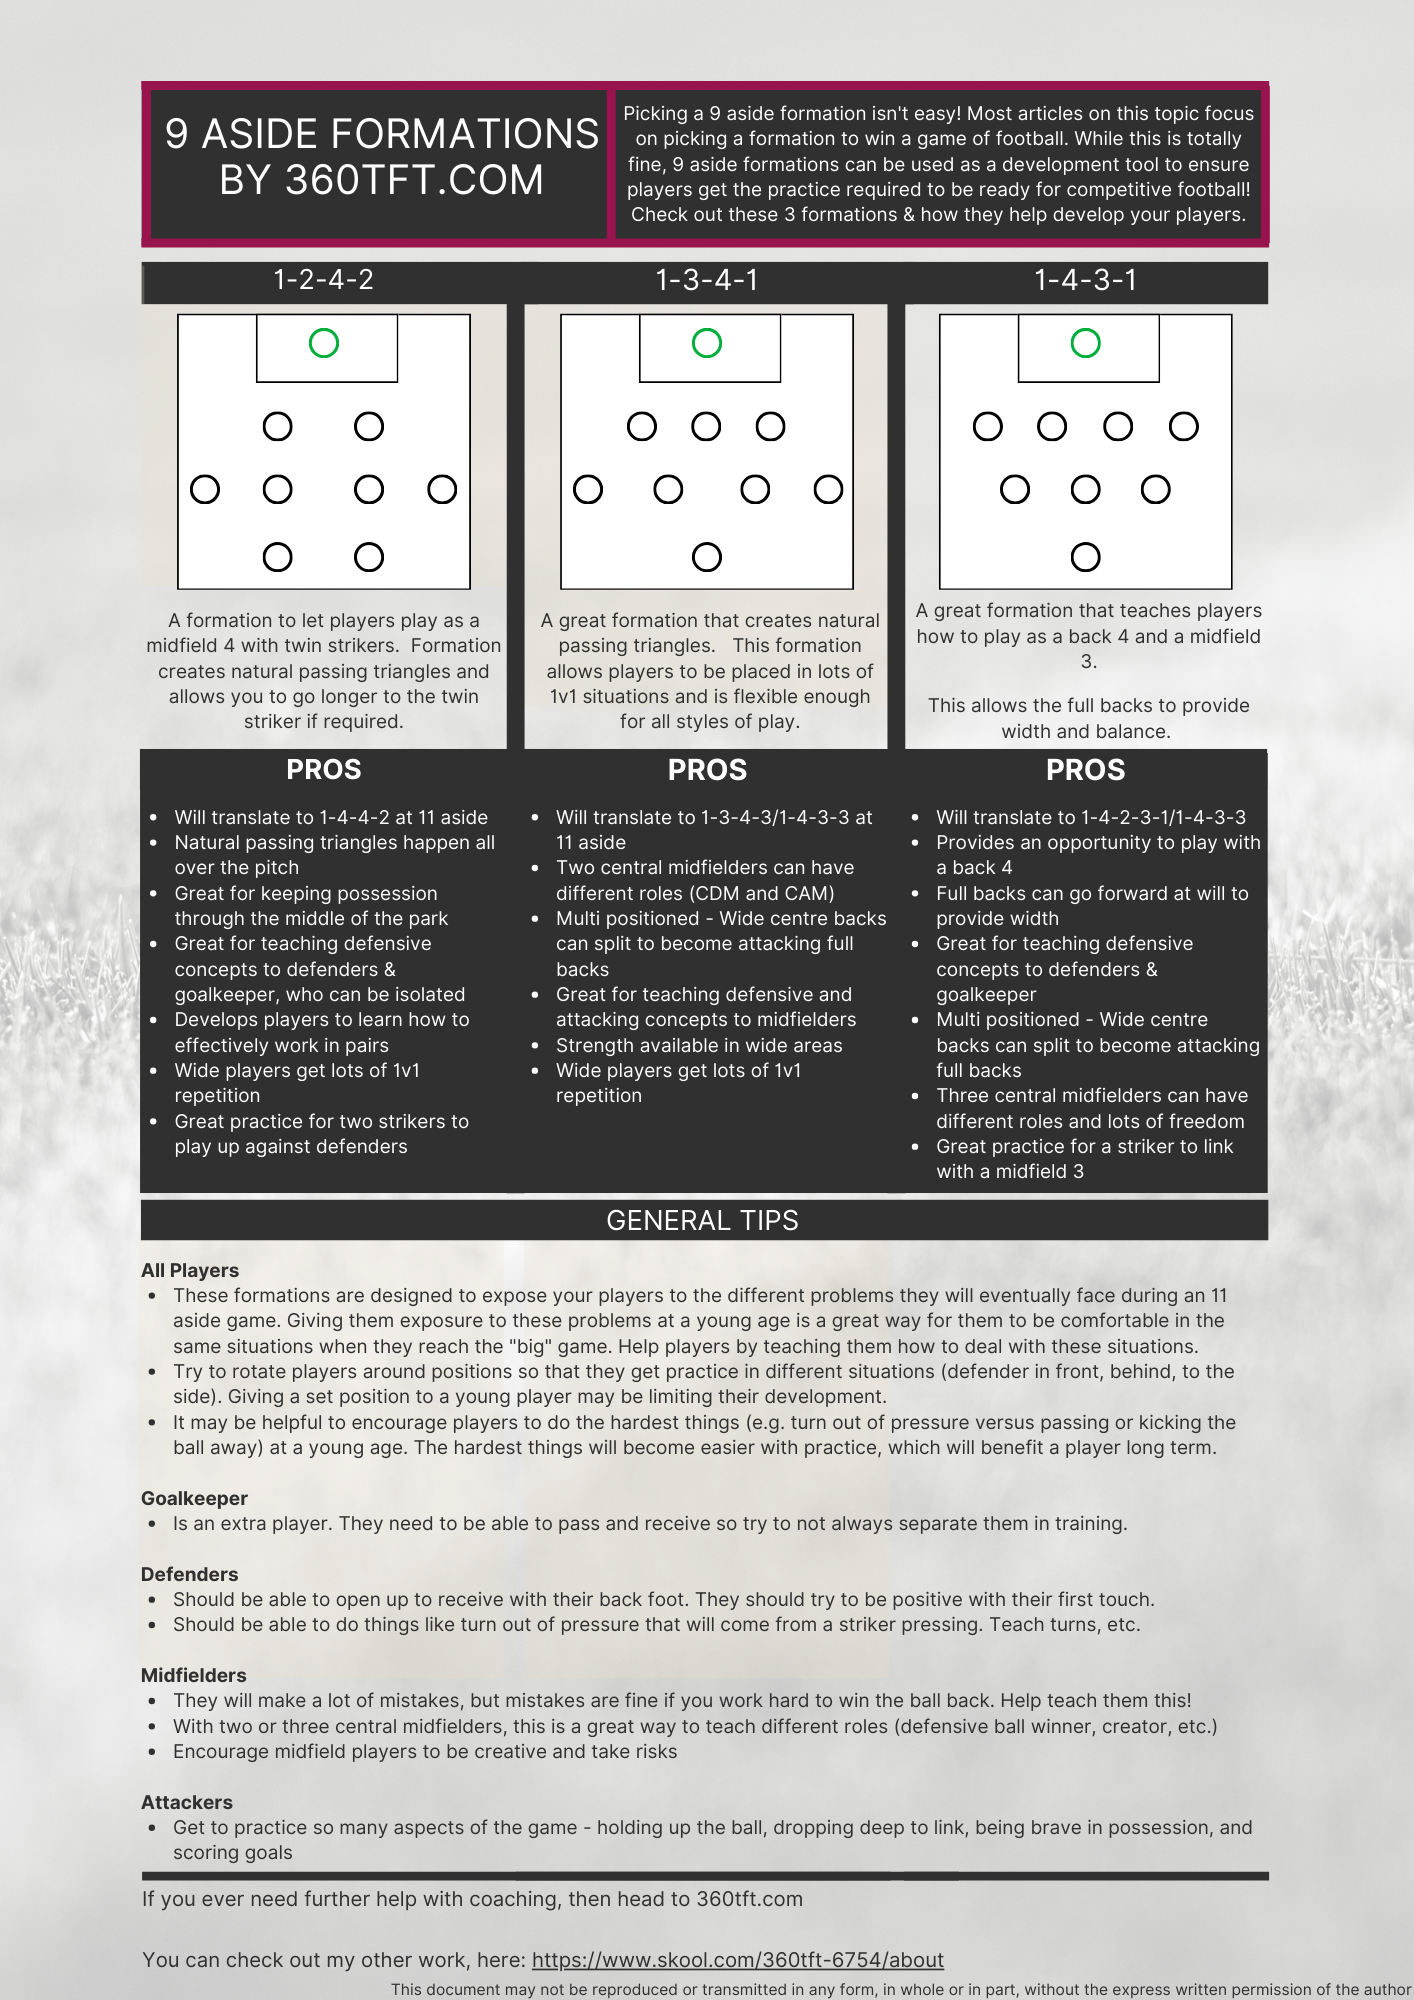 9 ASIDE FORMATIONS
BY 360TFT.COM
Picking a 9 aside formation isn't easy! Most articles on this topic focus
on picking a formation to win a game of football. While this is totally
fine, 9 aside formations can be used as a development tool to ensure
players get the practice required to be ready for competitive football!
Check out these 3 formations & how they help develop your players.
1-2-4-2
A formation to let players play as a
midfield 4 with twin strikers.  Formation
creates natural passing triangles and
allows you to go longer to the twin
striker if required.
PROS
• Will translate to 1-4-4-2 at 11 aside
• Natural passing triangles happen all
over the pitch
• Great for keeping possession
through the middle of the park
• Great for teaching defensive
concepts to defenders &
goalkeeper, who can be isolated
• Develops players to learn how to
effectively work in pairs
• Wide players get lots of 1v1
repetition
• Great practice for two strikers to
play up against defenders
1-3-4-1
A great formation that creates natural
passing triangles.   This formation
allows players to be placed in lots of
1v1 situations and is flexible enough
for all styles of play.
PROS
• Will translate to 1-3-4-3/1-4-3-3 at
11 aside
• Two central midfielders can have
different roles (CDM and CAM)
• Multi positioned - Wide centre backs
can split to become attacking full
backs
• Great for teaching defensive and
attacking concepts to midfielders
• Strength available in wide areas
• Wide players get lots of 1v1
repetition
1-4-3-1
A great formation that teaches players
how to play as a back 4 and a midfield
3.
This allows the full backs to provide
width and balance.
PROS
• Will translate to 1-4-2-3-1/1-4-3-3
• Provides an opportunity to play with
a back 4
• Full backs can go forward at will to
provide width
• Great for teaching defensive
concepts to defenders &
goalkeeper
• Multi positioned - Wide centre
backs can split to become attacking
full backs
• Three central midfielders can have
different roles and lots of freedom
• Great practice for a striker to link
with a midfield 3
GENERAL TIPS
All Players
• These formations are designed to expose your players to the different problems they will eventually face during an 11
aside game. Giving them exposure to these problems at a young age is a great way for them to be comfortable in the
same situations when they reach the "big" game. Help players by teaching them how to deal with these situations.
• Try to rotate players around positions so that they get practice in different situations (defender in front, behind, to the
side). Giving a set position to a young player may be limiting their development.
• It may be helpful to encourage players to do the hardest things (e.g. turn out of pressure versus passing or kicking the
ball away) at a young age. The hardest things will become easier with practice, which will benefit a player long term.
Goalkeeper
• Is an extra player. They need to be able to pass and receive so try to not always separate them in training.
Defenders
• Should be able to open up to receive with their back foot. They should try to be positive with their first touch.
• Should be able to do things like turn out of pressure that will come from a striker pressing. Teach turns, etc.
Midfielders
• They will make a lot of mistakes, but mistakes are fine if you work hard to win the ball back. Help teach them this!
• With two or three central midfielders, this is a great way to teach different roles (defensive ball winner, creator, etc.)
• Encourage midfield players to be creative and take risks
Attackers
• Get to practice so many aspects of the game - holding up the ball, dropping deep to link, being brave in possession, and
scoring goals
If you ever need further help with coaching, then head to 360tft.com
You can check out my other work, here: https://www.skool.com/360tft-6754/about
This document may not be reproduced or transmitted in any form, in whole or in part, without the express written permission of the author